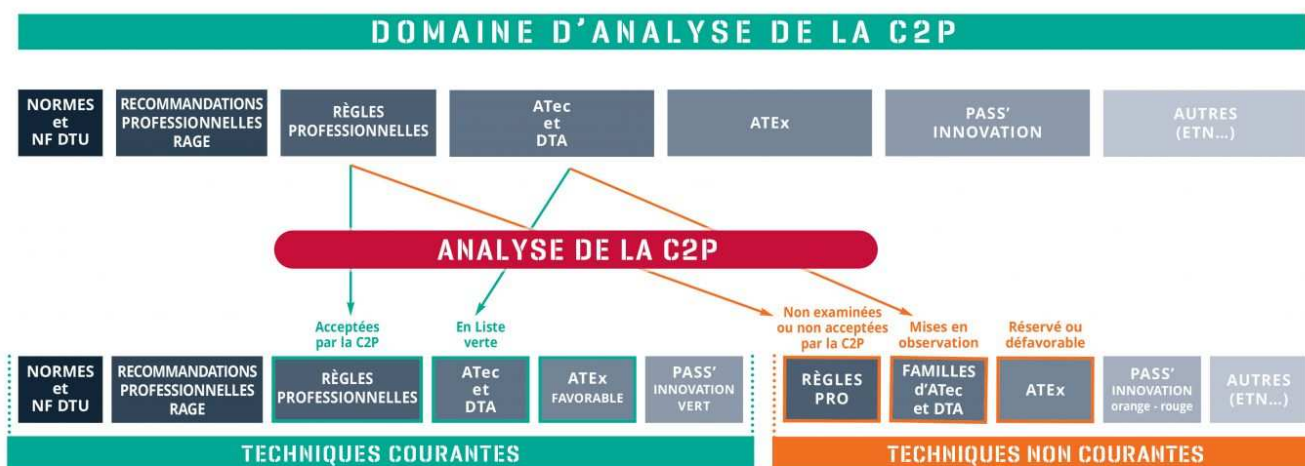 DOMAINE D'ANALYSE DE LA C2P
NORMES
et
NF DTU
RECOMMANDATIONS
PROFESSIONNELLES
RAGE
RÈGLES
PROFESSIONNELLES
ATec
et
DTA
ATEx
PASS'
INNOVATION
AUTRES
(ETN...)
ANALYSE DE LA C2P
Acceptées
par la C2P
En Liste
verte
Non examinées
ou non acceptées
par la C2P
Mises en
observation
Réservé ou
défavorable
NORMES
et
NF DTU
RECOMMANDATIONS
PROFESSIONNELLES
RAGE
RÈGLES
PROFESSIONNELLES
ATec
et
DTA
ATEx
FAVORABLE
PASS'
INNOVATION
VERT
RÈGLES
PRO
FAMILLES
d'ATec
et DTA
ATEx
PASS'
INNOVATION
orange - rouge
AUTRES
(ETN...)
TECHNIQUES COURANTES
TECHNIQUES NON COURANTES